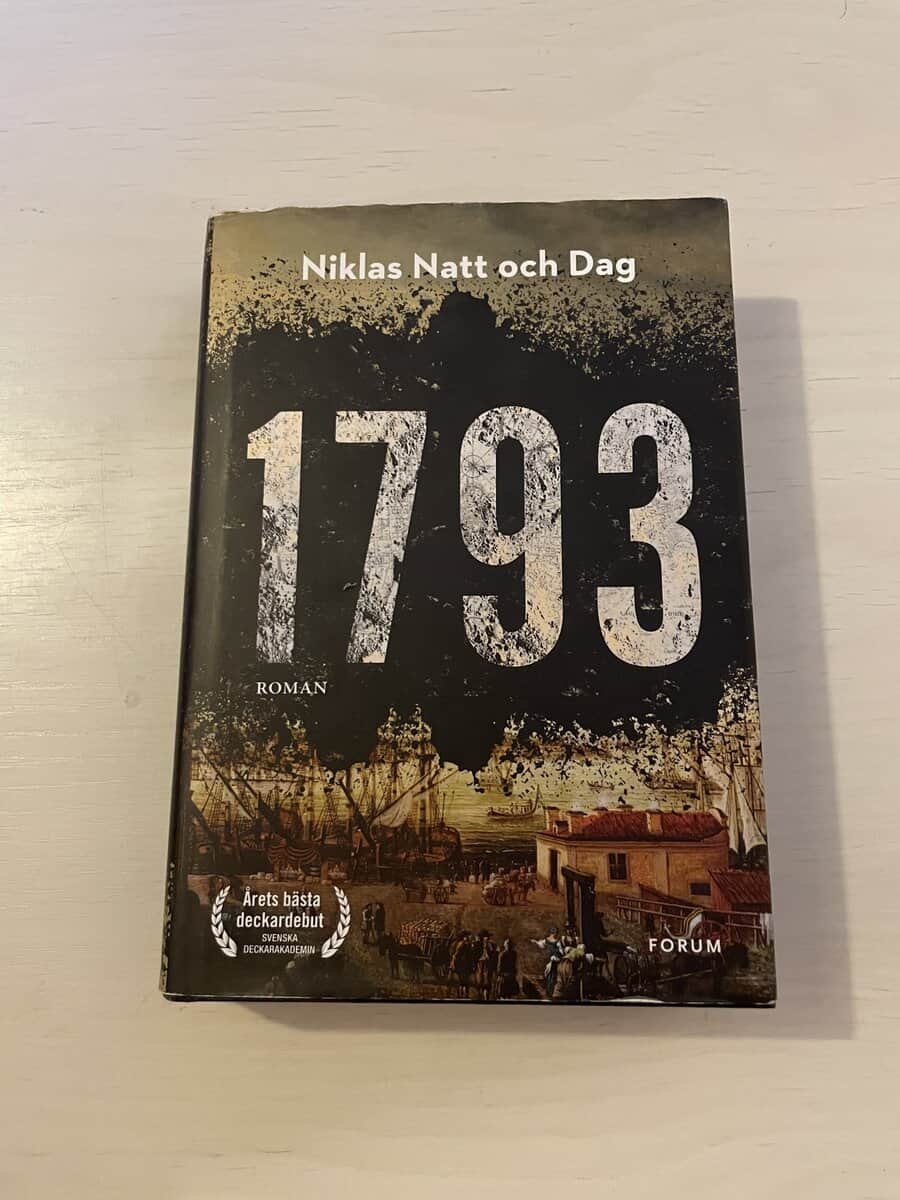 Niklas Natt och Dag
1793
ROMAN
Årets bästa
deckardebut
SVENSKA
DECKARAKADEMIN
FORUM